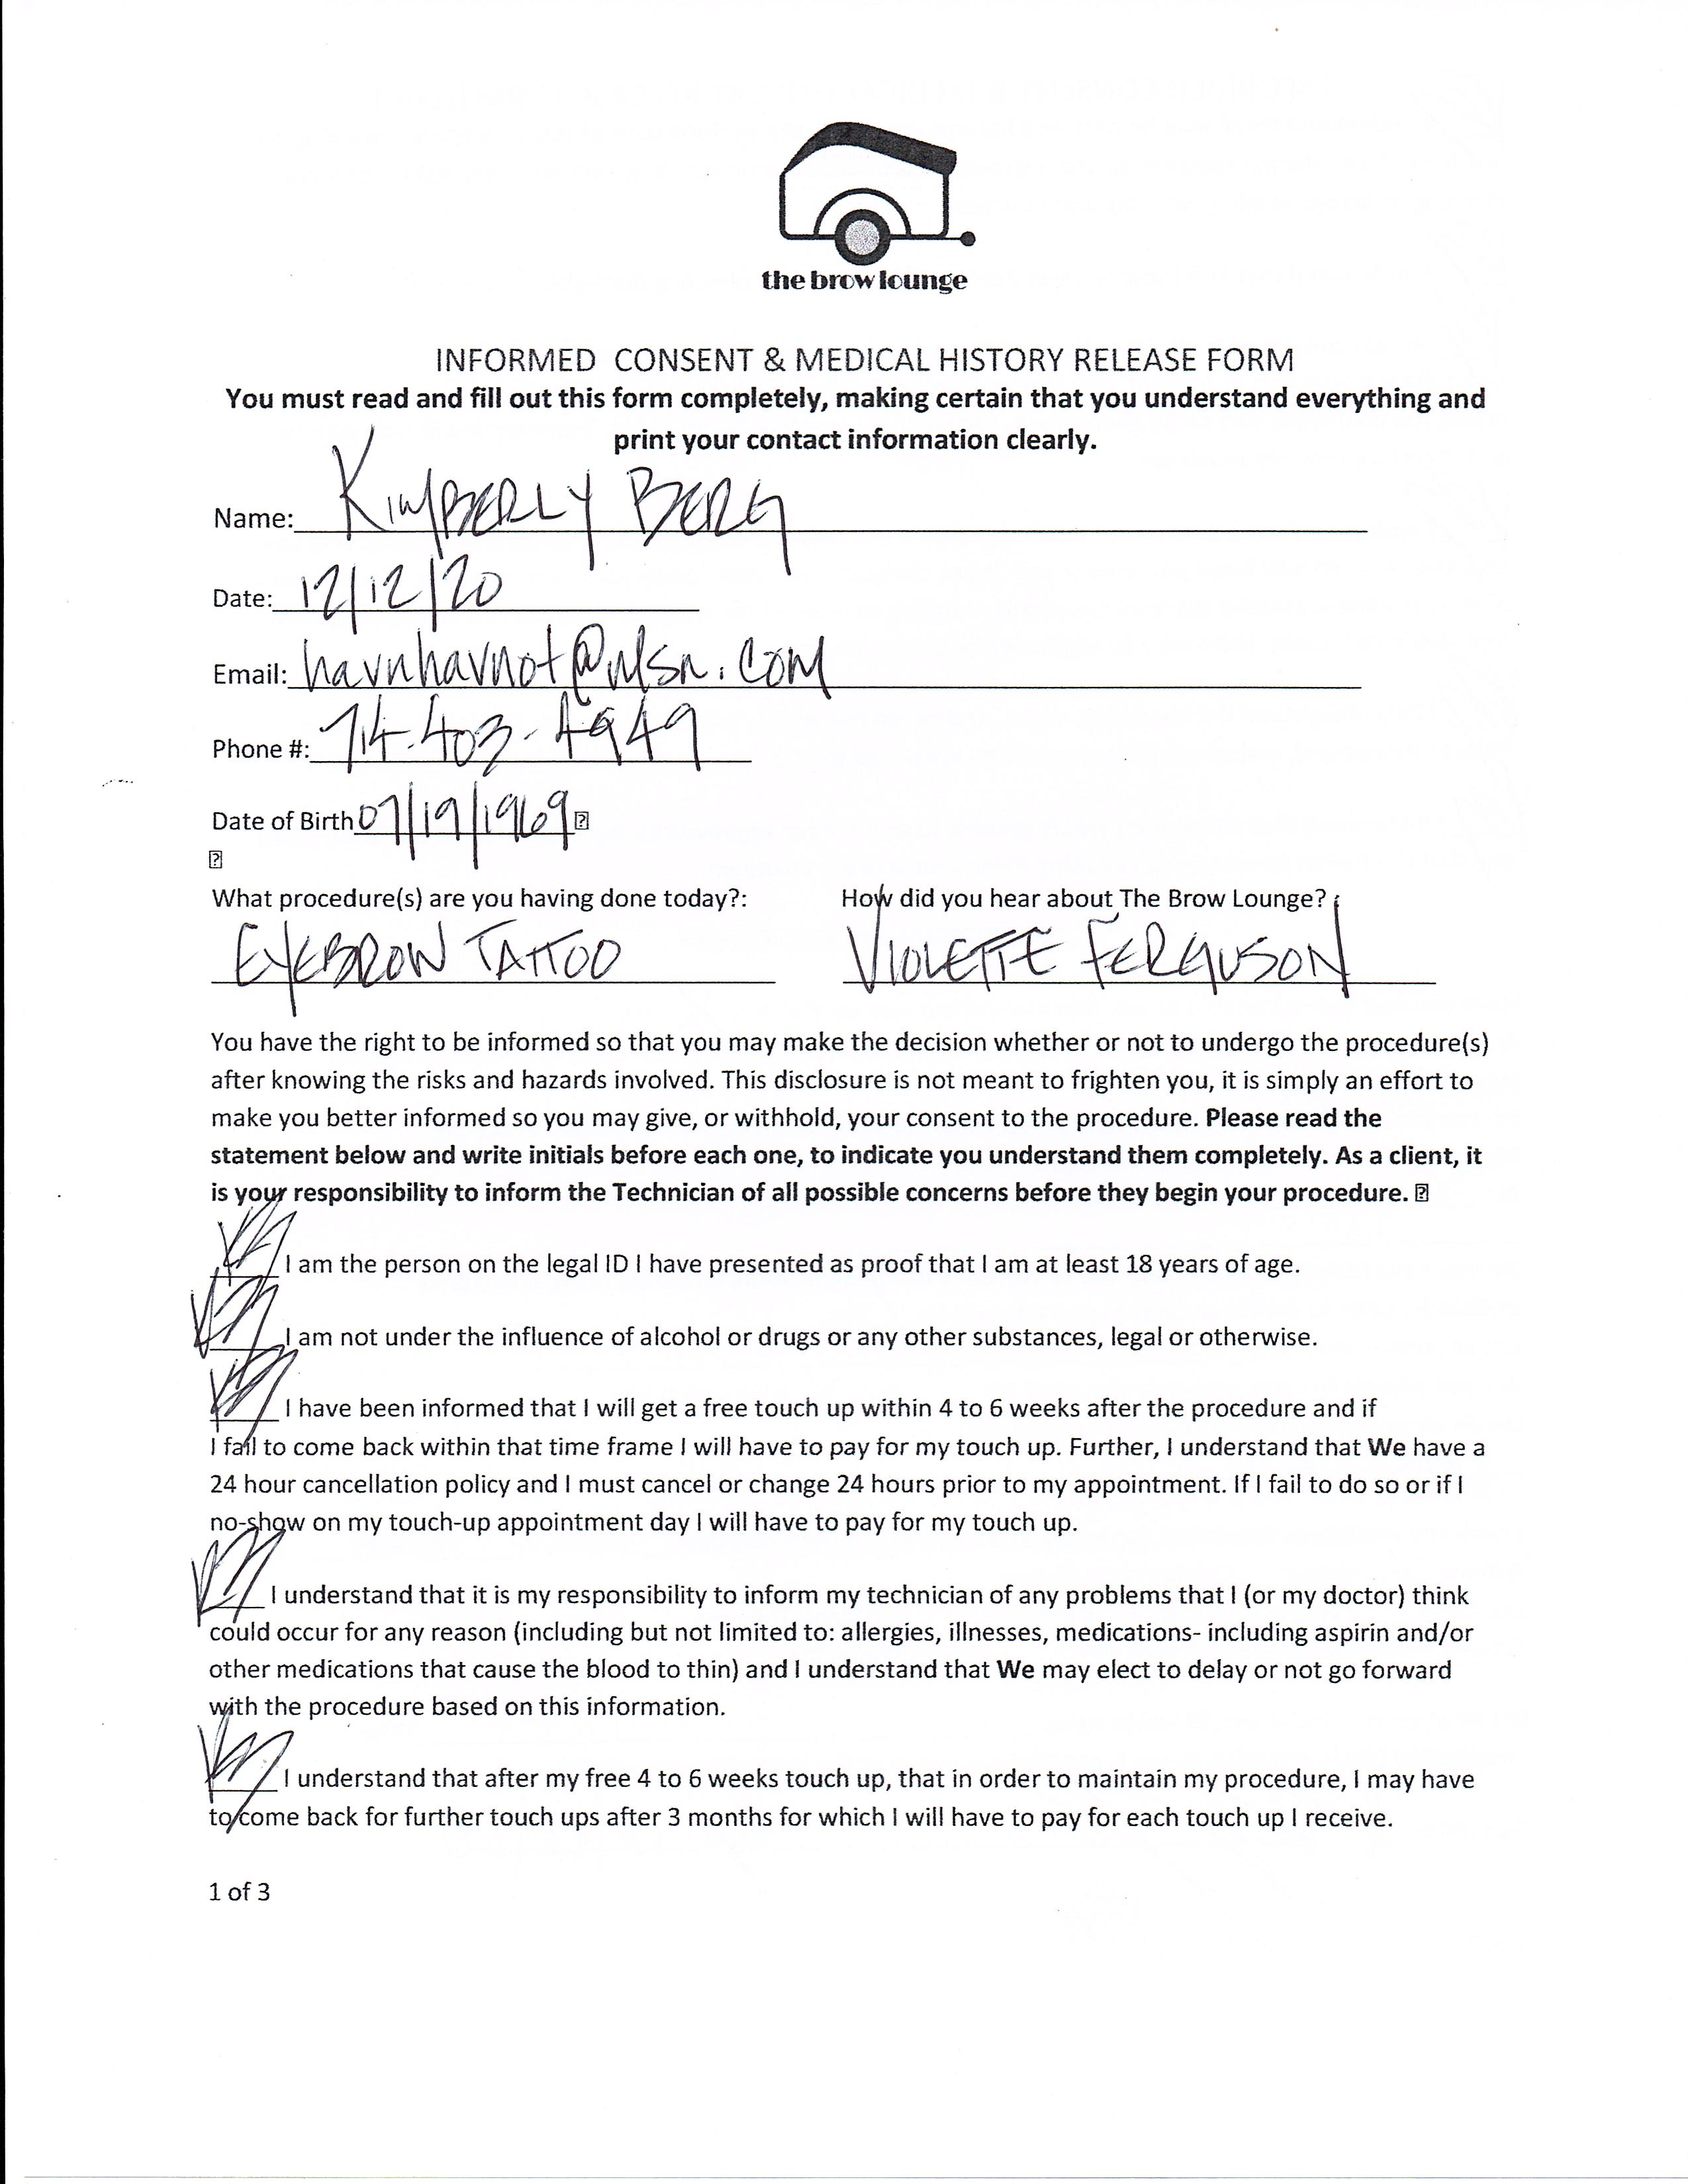 the brow lounge
INFORMED CONSENT & MEDICAL HISTORY RELEASE FORM
You must read and fill out this form completely, making certain that you understand everything and
print your contact information clearly.
Name: KIMBERLY BERG
Date: 12/12/20
Email: havnhavnot@msn.com
Phone #: 714-403-4949
Date of Birth 07/19/1969
What procedure(s) are you having done today?: How did you hear about The Brow Lounge?
EYEBROW TATTOO VIOLETTE FERGUSON
You have the right to be informed so that you may make the decision whether or not to undergo the procedure(s)
after knowing the risks and hazards involved. This disclosure is not meant to frighten you, it is simply an effort to
make you better informed so you may give, or withhold, your consent to the procedure. Please read the
statement below and write initials before each one, to indicate you understand them completely. As a client, it
is your responsibility to inform the Technician of all possible concerns before they begin your procedure.
I am the person on the legal ID I have presented as proof that I am at least 18 years of age.
I am not under the influence of alcohol or drugs or any other substances, legal or otherwise.
I have been informed that I will get a free touch up within 4 to 6 weeks after the procedure and if
I fail to come back within that time frame I will have to pay for my touch up. Further, I understand that We have a
24 hour cancellation policy and I must cancel or change 24 hours prior to my appointment. If I fail to do so or if I
no-show on my touch-up appointment day I will have to pay for my touch up.
I understand that it is my responsibility to inform my technician of any problems that I (or my doctor) think
could occur for any reason (including but not limited to: allergies, illnesses, medications- including aspirin and/or
other medications that cause the blood to thin) and I understand that We may elect to delay or not go forward
with the procedure based on this information.
I understand that after my free 4 to 6 weeks touch up, that in order to maintain my procedure, I may have
to come back for further touch ups after 3 months for which I will have to pay for each touch up I receive.
1 of 3